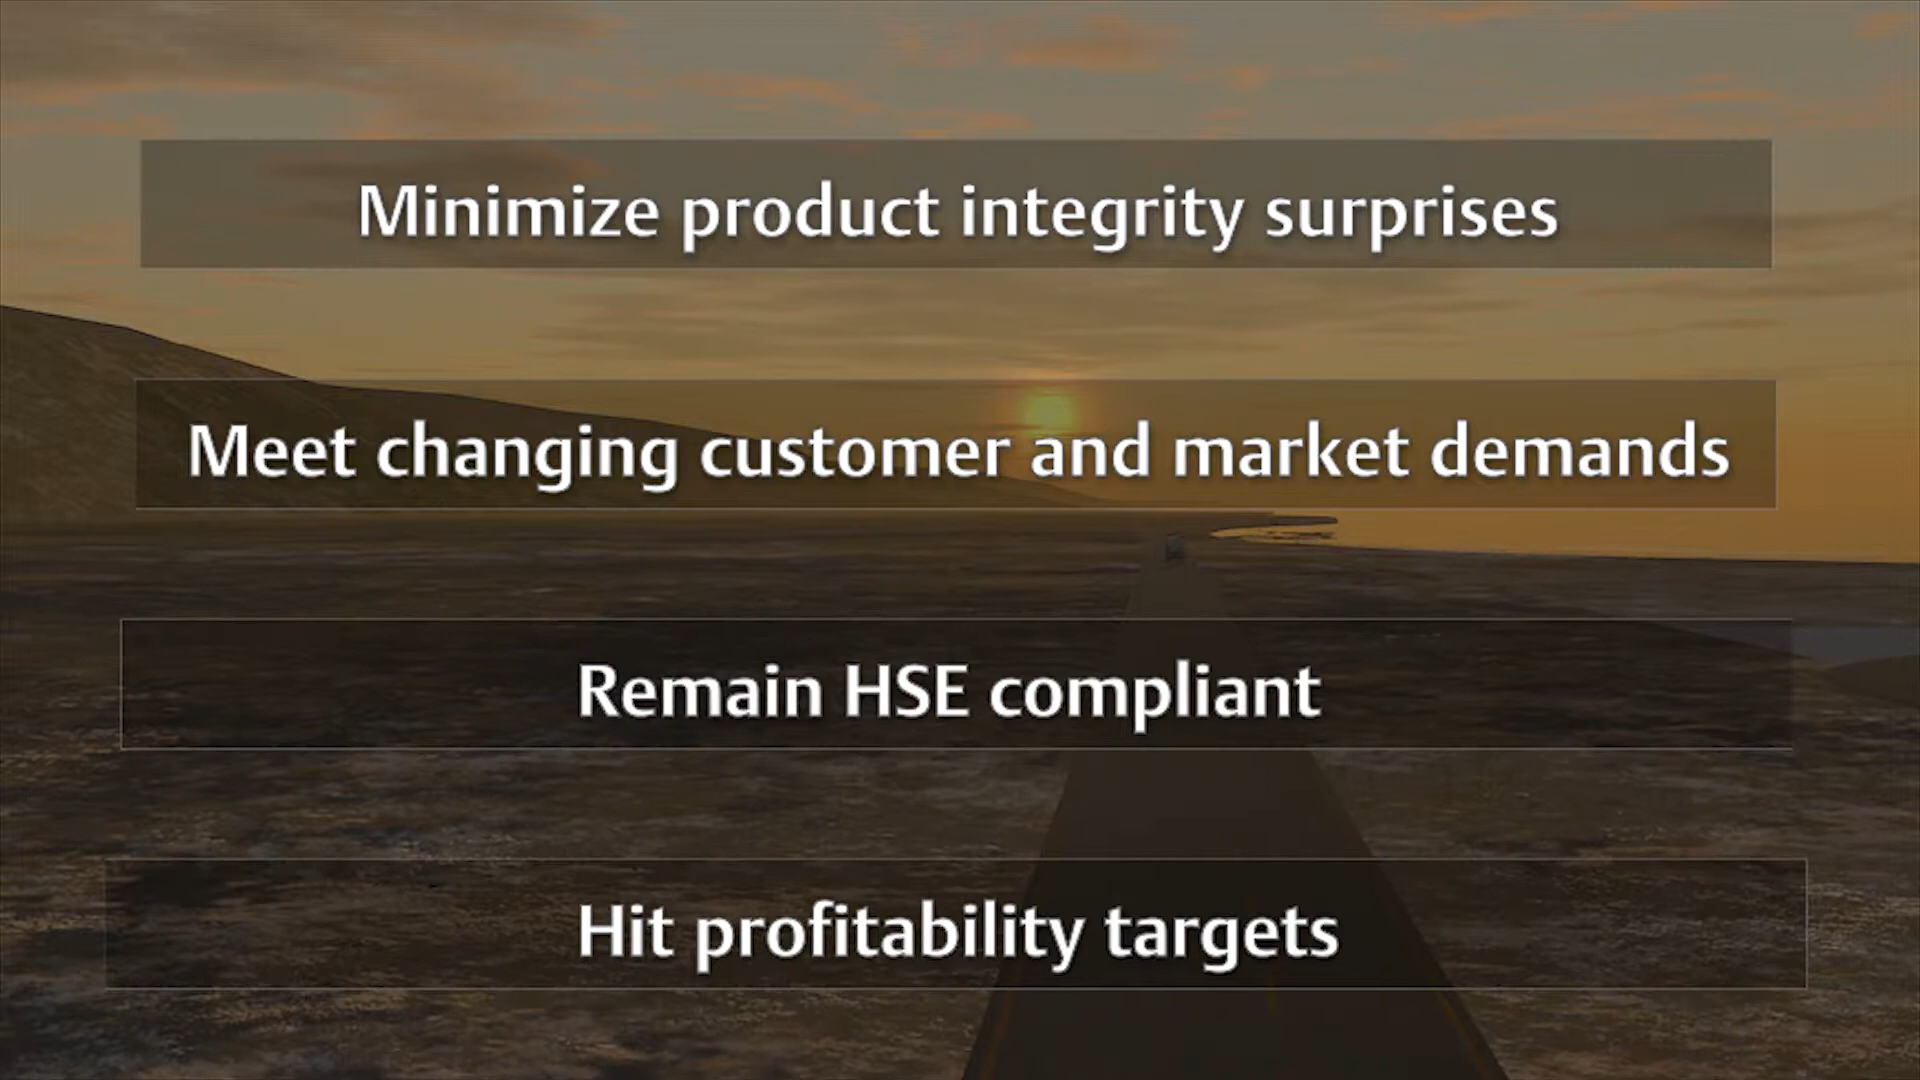 Minimize product integrity surprises
Meet changing customer and market demands
Remain HSE compliant
Hit profitability targets